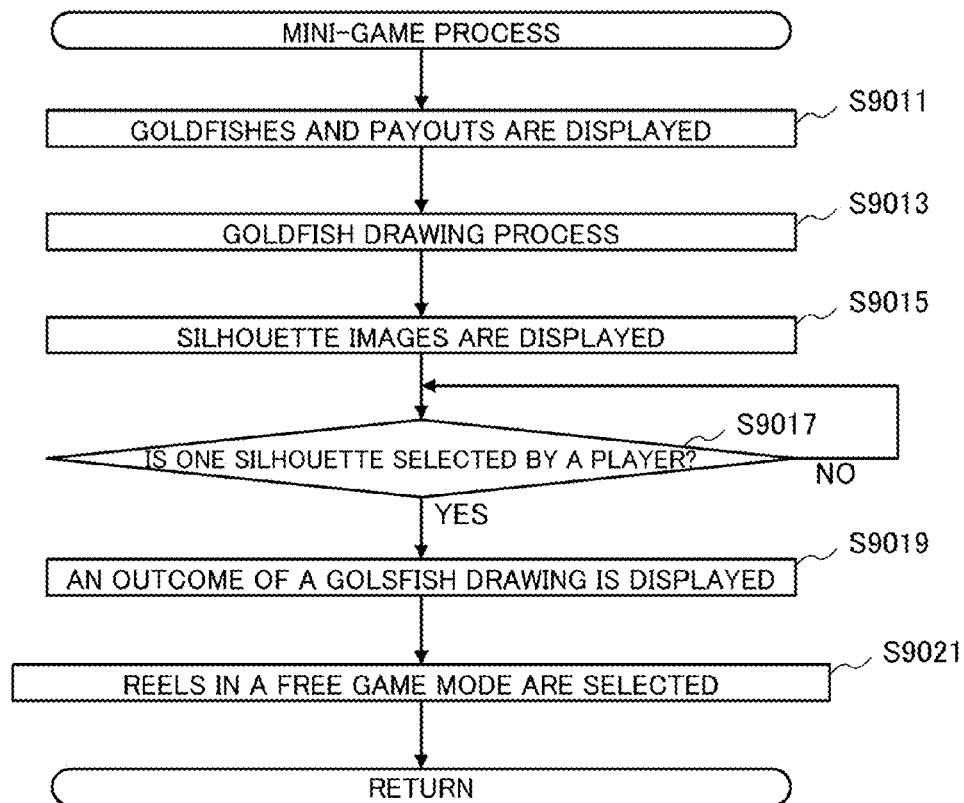 MINI-GAME PROCESS
S9011
GOLDFISHES AND PAYOUTS ARE DISPLAYED
S9013
GOLDFISH DRAWING PROCESS
S9015
SILHOUETTE IMAGES ARE DISPLAYED
S9017
IS ONE SILHOUETTE SELECTED BY A PLAYER?
NO
YES
S9019
AN OUTCOME OF A GOLSFISH DRAWING IS DISPLAYED
S9021
REELS IN A FREE GAME MODE ARE SELECTED
RETURN